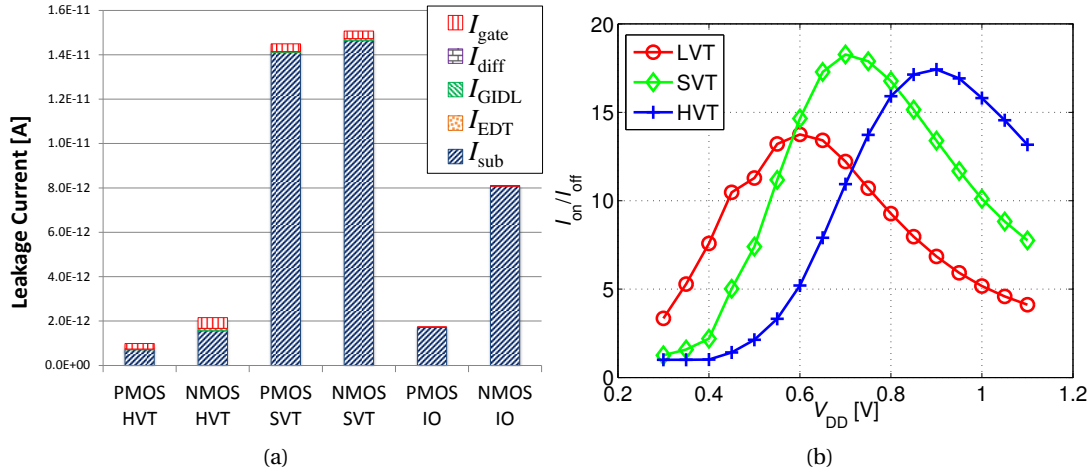 Leakage Current [A]
1.6E-11
1.4E-11
1.2E-11
1.0E-11
8.0E-12
6.0E-12
4.0E-12
2.0E-12
0.0E+00
I_gate
I_diff
I_GIDL
I_EDT
I_sub
PMOS HVT
NMOS HVT
PMOS SVT
NMOS SVT
PMOS IO
NMOS IO
(a)
I_on/I_off
20
15
10
5
0
LVT
SVT
HVT
0.2 0.4 0.6 0.8 1 1.2
V_DD [V]
(b)